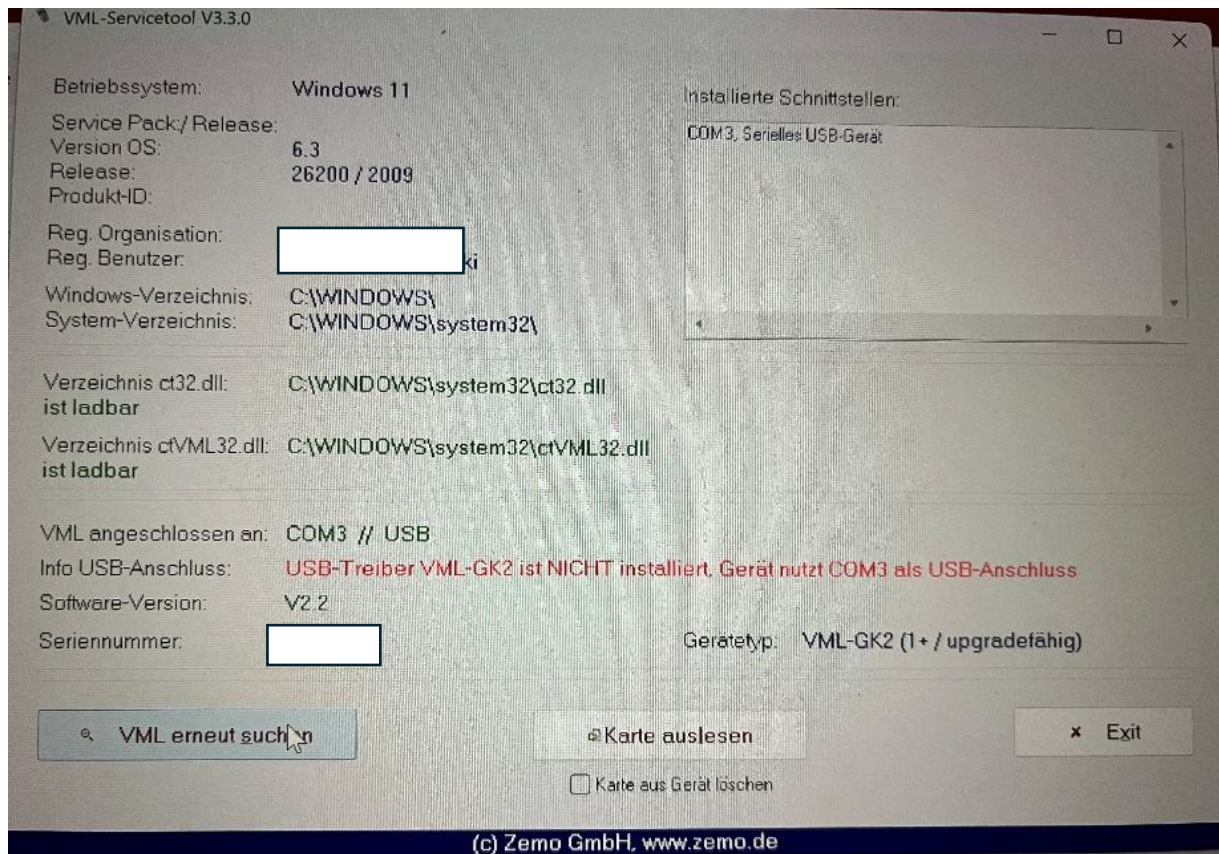 VML-Servicetool V3.3.0
Betriebssystem: Windows 11
Service Pack:/ Release:
Version OS: 6.3
Release: 26200 / 2009
Produkt-ID:
Reg. Organisation:
Reg. Benutzer: ki
Windows-Verzeichnis: C:\WINDOWS\
System-Verzeichnis: C:\WINDOWS\system32\
Installierte Schnittstellen:
COM3, Serielles USB-Gerät
Verzeichnis ct32.dll: C:\WINDOWS\system32\ct32.dll
ist ladbar
Verzeichnis ctVML32.dll: C:\WINDOWS\system32\ctVML32.dll
ist ladbar
VML angeschlossen an: COM3 // USB
Info USB-Anschluss: USB-Treiber VML-GK2 ist NICHT installiert, Gerät nutzt COM3 als USB-Anschluss
Software-Version: V2.2
Seriennummer:
Gerätetyp: VML-GK2 (1+ / upgradefähig)
VML erneut suchen
Karte auslesen
x Exit
Karte aus Gerät löschen
(c) Zemo GmbH, www.zemo.de